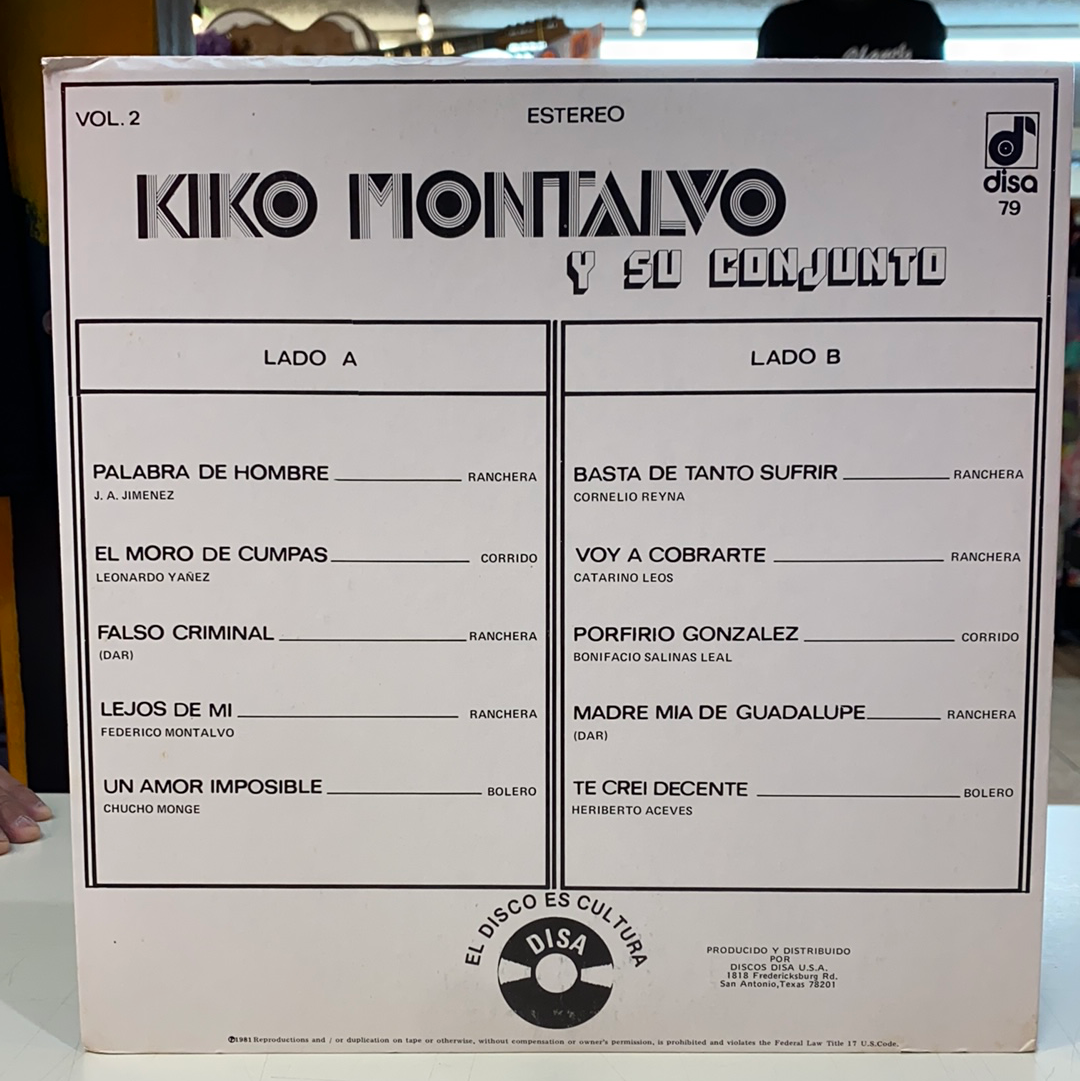 VOL. 2
ESTEREO
disa
79
KIKO MONTALVO
Y SU CONJUNTO
LADO A
PALABRA DE HOMBRE RANCHERA
J. A. JIMENEZ
EL MORO DE CUMPAS CORRIDO
LEONARDO YAÑEZ
FALSO CRIMINAL RANCHERA
(DAR)
LEJOS DE MI RANCHERA
FEDERICO MONTALVO
UN AMOR IMPOSIBLE BOLERO
CHUCHO MONGE
LADO B
BASTA DE TANTO SUFRIR RANCHERA
CORNELIO REYNA
VOY A COBRARTE RANCHERA
CATARINO LEOS
PORFIRIO GONZALEZ CORRIDO
BONIFACIO SALINAS LEAL
MADRE MIA DE GUADALUPE RANCHERA
(DAR)
TE CREI DECENTE BOLERO
HERIBERTO ACEVES
EL DISCO ES CULTURA
DISA
PRODUCIDO Y DISTRIBUIDO
POR
DISCOS DISA U.S.A.
1818 Fredericksburg Rd.
San Antonio, Texas 78201
℗1981 Reproductions and / or duplication on tape or otherwise, without compensation or owner's permission, is prohibited and violates the Federal Law Title 17 U.S.Code.